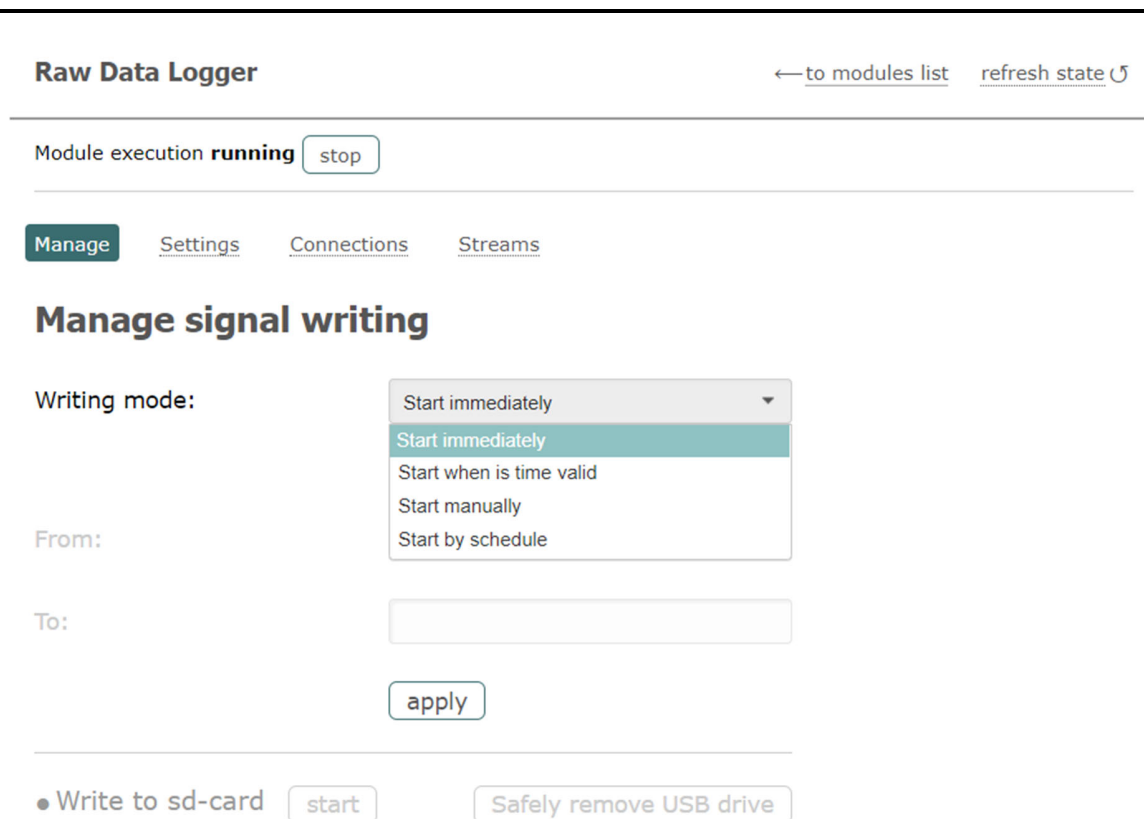 Raw Data Logger ←to modules list refresh state↺
Module execution running stop
Manage Settings Connections Streams
Manage signal writing
Writing mode: Start immediately
Start immediately
Start when is time valid
Start manually
From: Start by schedule
To:
apply
• Write to sd-card start Safely remove USB drive